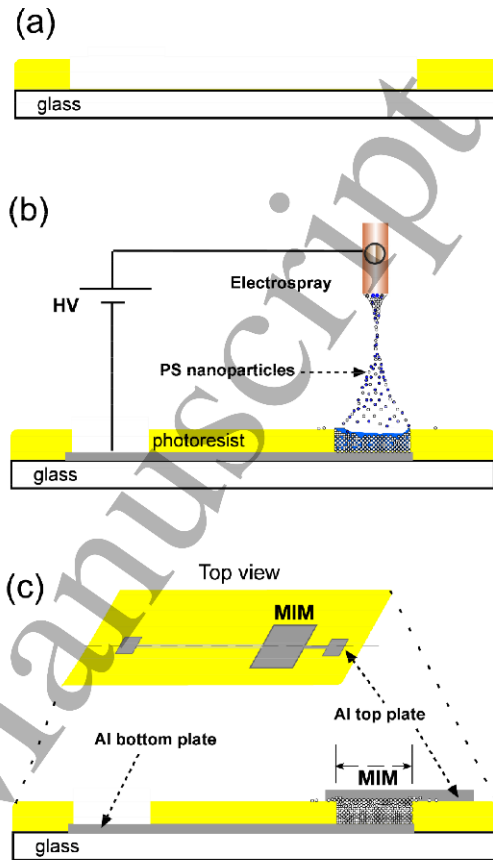 (a)
glass
(b)
Electrospray
HV
PS nanoparticles
photoresist
glass
(c)
Top view
MIM
Al top plate
Al bottom plate
MIM
glass
Manuscript